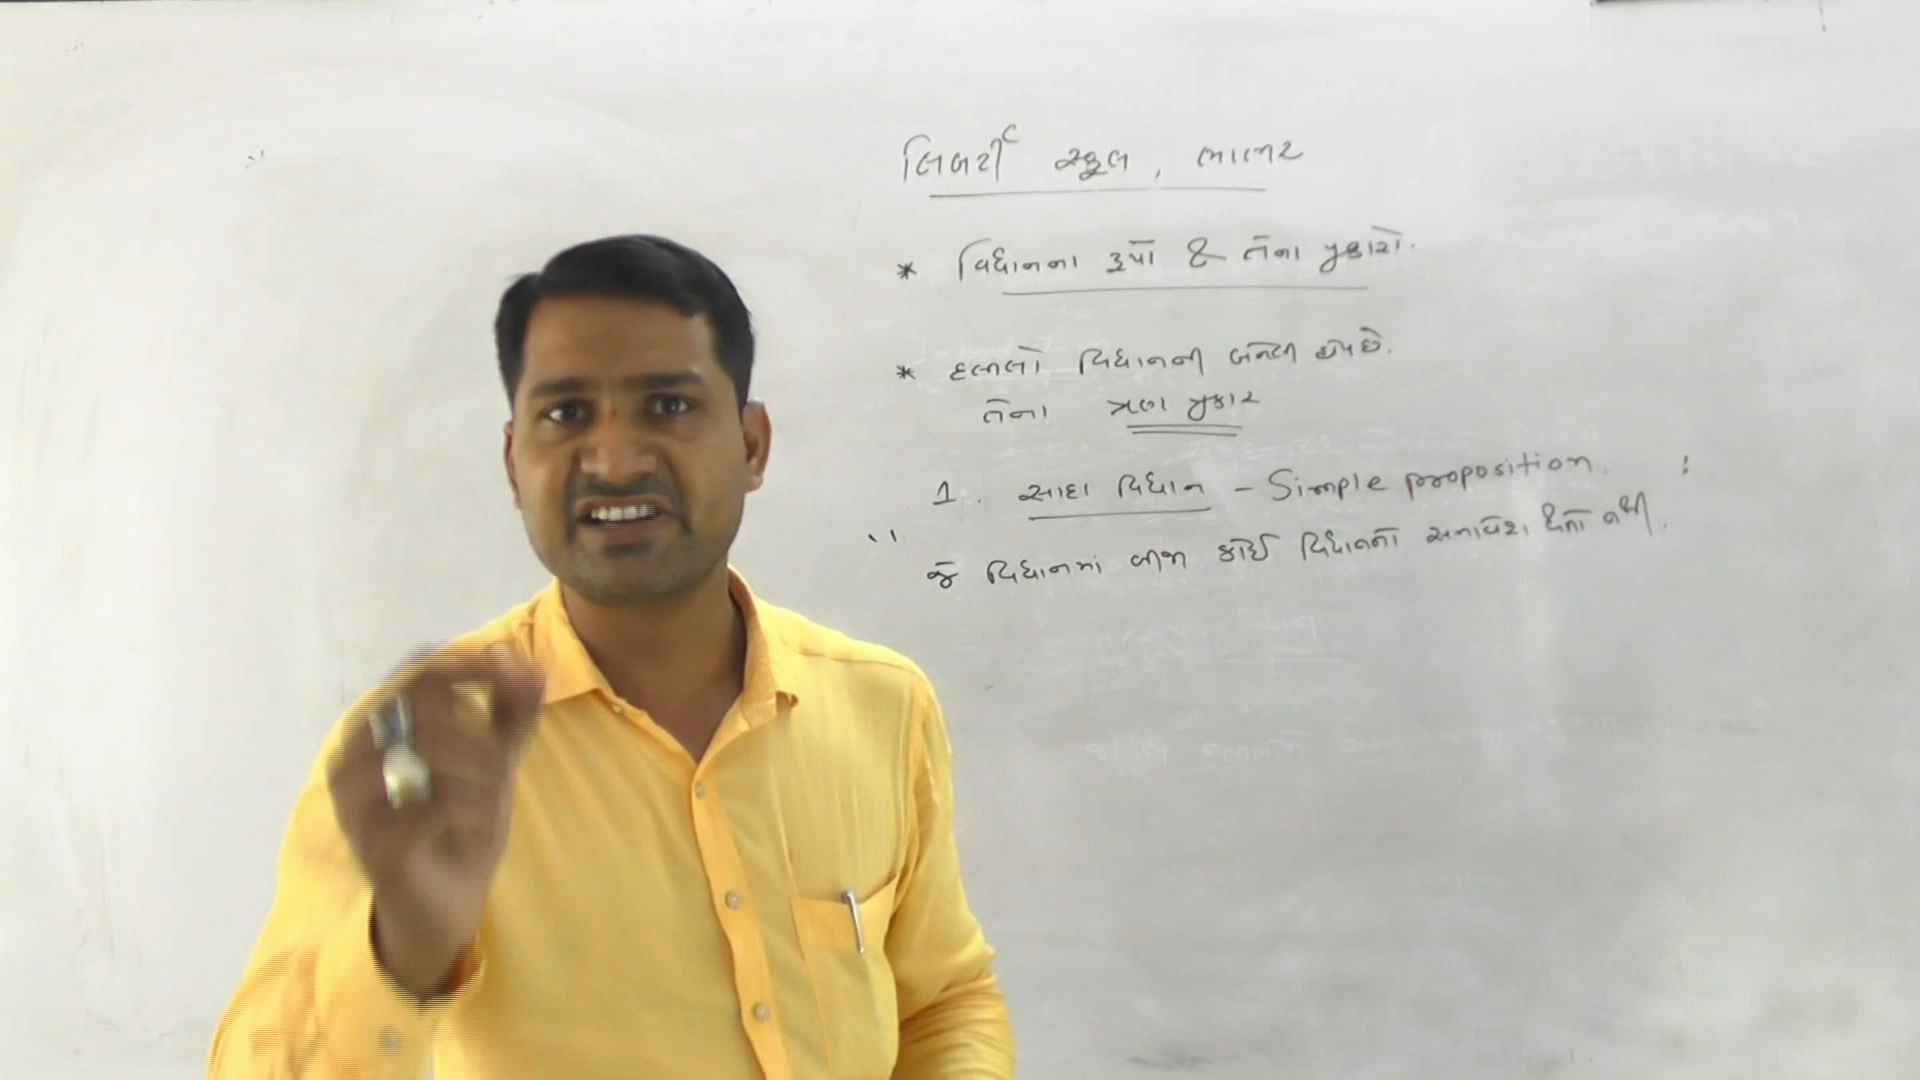 લિબર્ટી સ્કૂલ, ભાભર
* વિધાનના રૂપો & તેના પ્રકારો.
* દલીલો વિધાનની બનેલી હોય છે.
તેના ત્રણ પ્રકાર
1. સાદા વિધાન - Simple proposition. :
જે વિધાનમાં બીજા કોઈ વિધાનનો સમાવેશ થતો નથી.